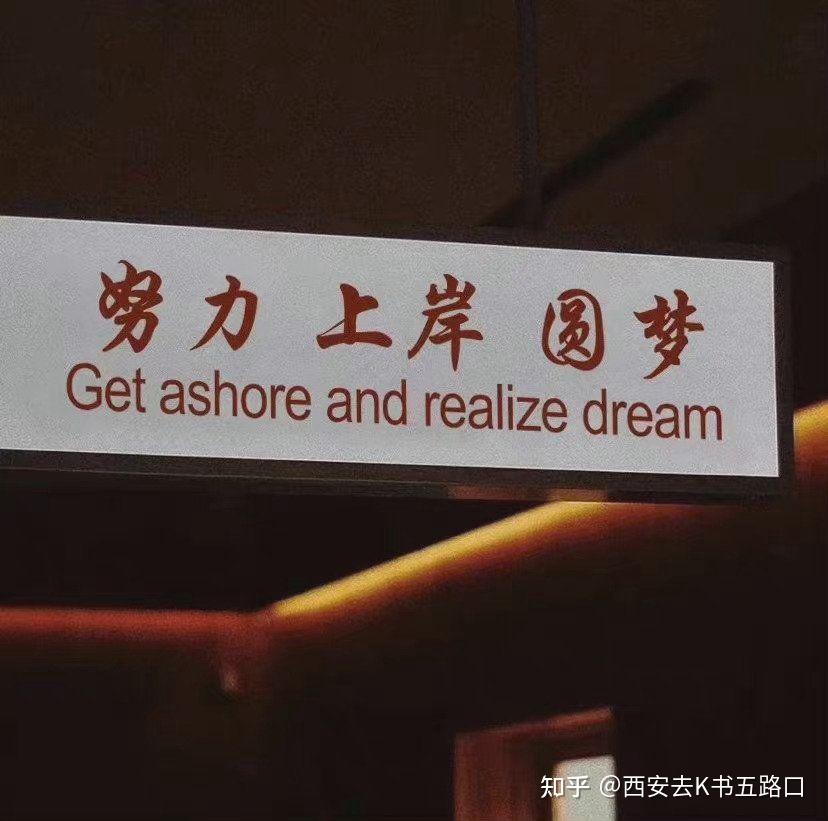 努力 上岸 圆梦
Get ashore and realize dream
知乎 @西安去K书五路口